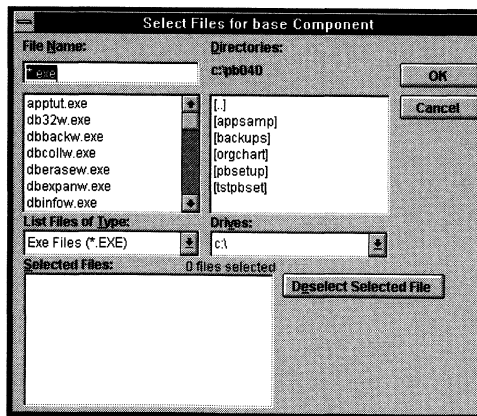 Select Files for base Component
File Name:
*.exe
apptut.exe
db32w.exe
dbbackw.exe
dbcollw.exe
dberasew.exe
dbexpanw.exe
dbinfow.exe
List Files of Type:
Exe Files (*.EXE)
Directories:
c:\pb040
[..]
[appsamp]
[backups]
[orgchart]
[pbsetup]
[tstpbset]
Drives:
c:\
OK
Cancel
Selected Files:
0 files selected
Deselect Selected File